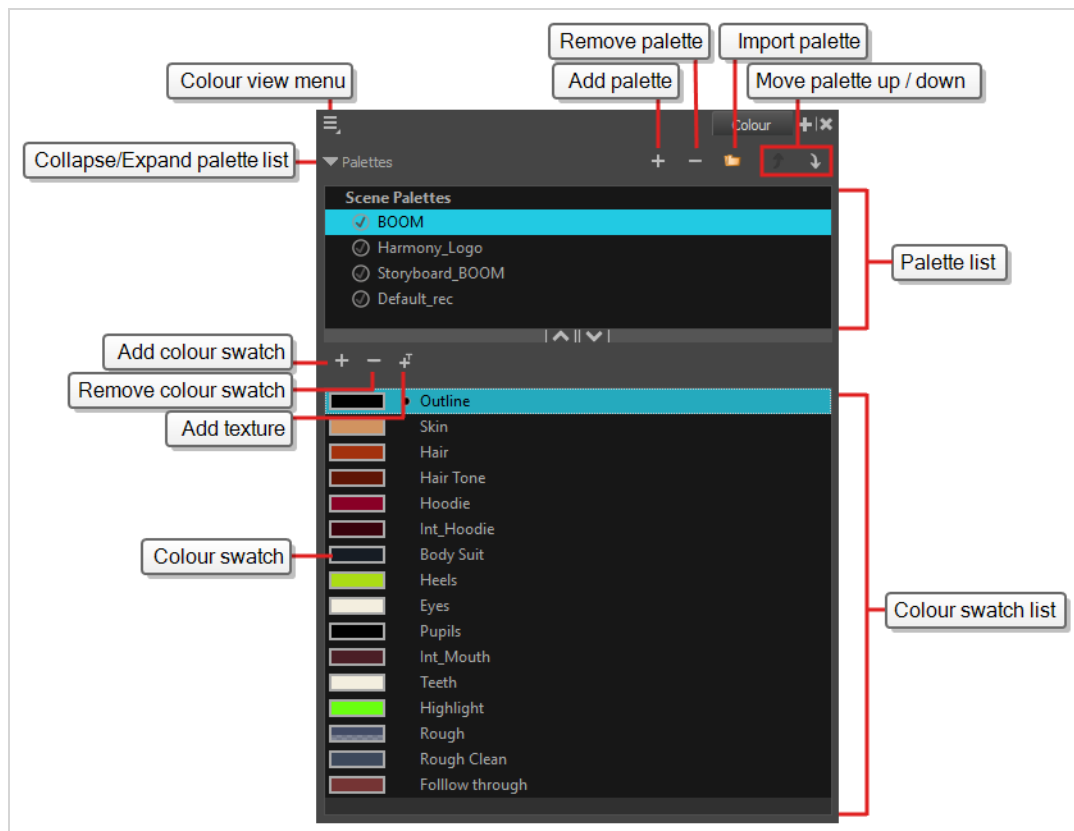 Remove palette
Import palette
Colour view menu
Add palette
Move palette up / down
Colour
Collapse/Expand palette list
Palettes
Scene Palettes
BOOM
Harmony_Logo
Storyboard_BOOM
Default_rec
Palette list
Add colour swatch
Remove colour swatch
Add texture
T
Outline
Skin
Hair
Hair Tone
Hoodie
Int_Hoodie
Colour swatch
Body Suit
Heels
Eyes
Colour swatch list
Pupils
Int_Mouth
Teeth
Highlight
Rough
Rough Clean
Folllow through